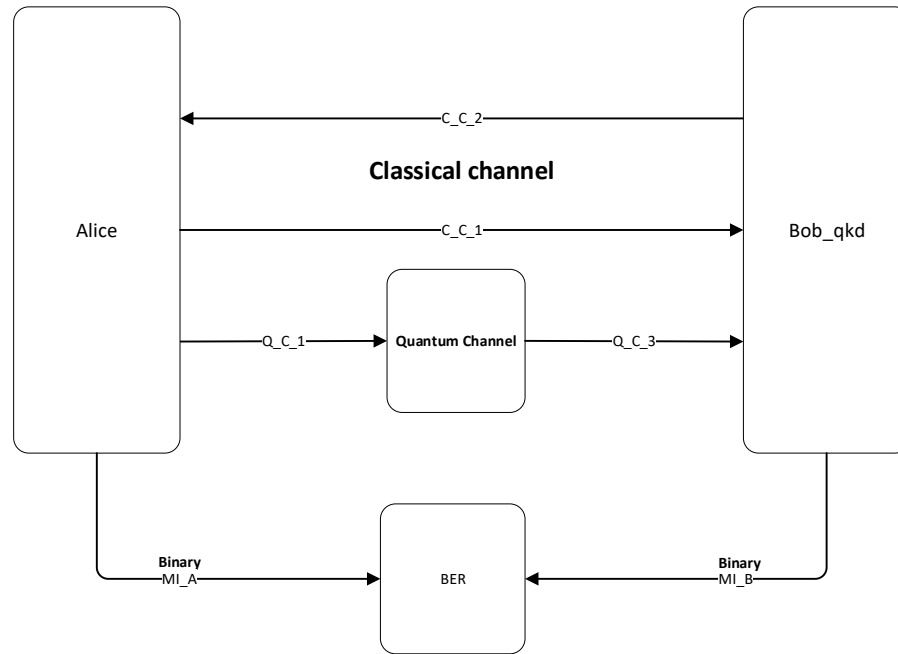 C_C_2
Classical channel
Alice
C_C_1
Bob_qkd
Q_C_1
Quantum Channel
Q_C_3
Binary
MI_A
BER
Binary
MI_B